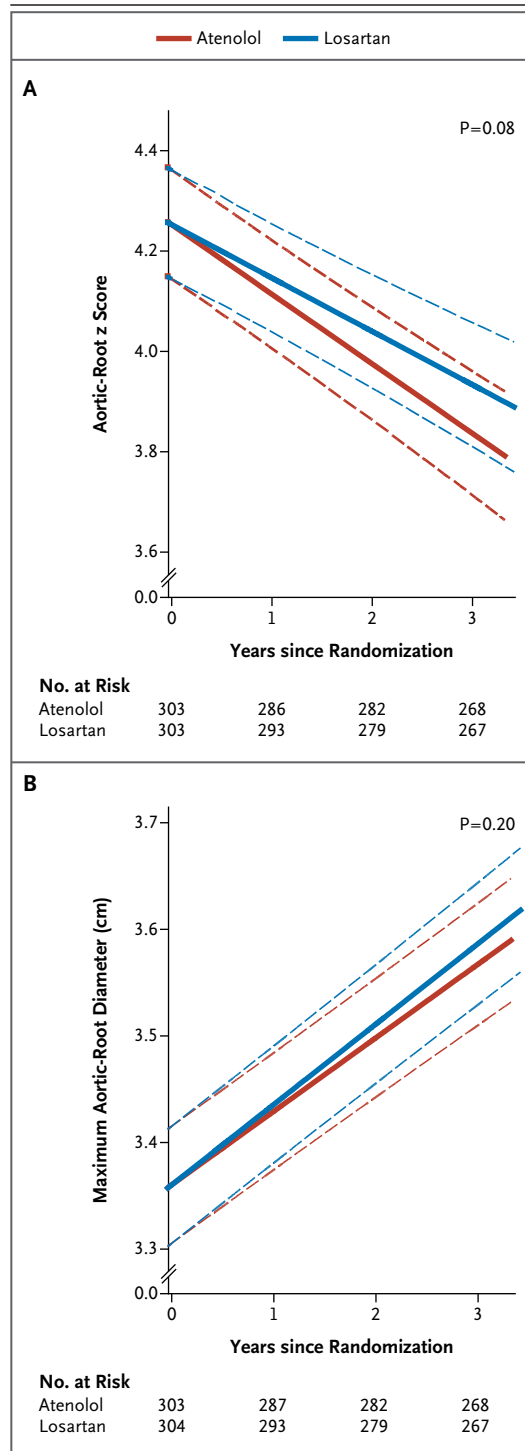 Atenolol Losartan
A
P=0.08
4.4
4.2
4.0
3.8
3.6
0.0
Aortic-Root z Score
0 1 2 3
Years since Randomization
No. at Risk
Atenolol 303 286 282 268
Losartan 303 293 279 267
B
P=0.20
3.7
3.6
3.5
3.4
3.3
0.0
Maximum Aortic-Root Diameter (cm)
0 1 2 3
Years since Randomization
No. at Risk
Atenolol 303 287 282 268
Losartan 304 293 279 267